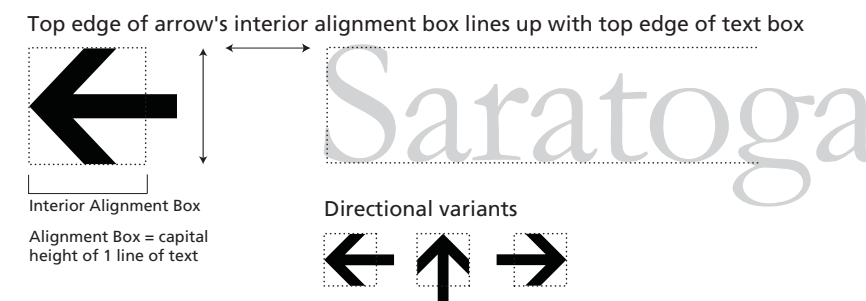 Top edge of arrow's interior alignment box lines up with top edge of text box
Saratoga
Interior Alignment Box
Alignment Box = capital
height of 1 line of text
Directional variants